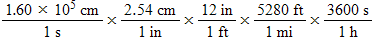 1.60 × 10⁵ cm / 1 s × 2.54 cm / 1 in × 12 in / 1 ft × 5280 ft / 1 mi × 3600 s / 1 h